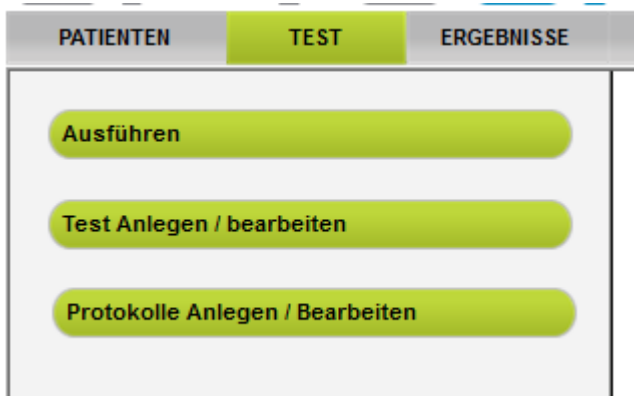 PATIENTEN TEST ERGEBNISSE
Ausführen
Test Anlegen / bearbeiten
Protokolle Anlegen / Bearbeiten